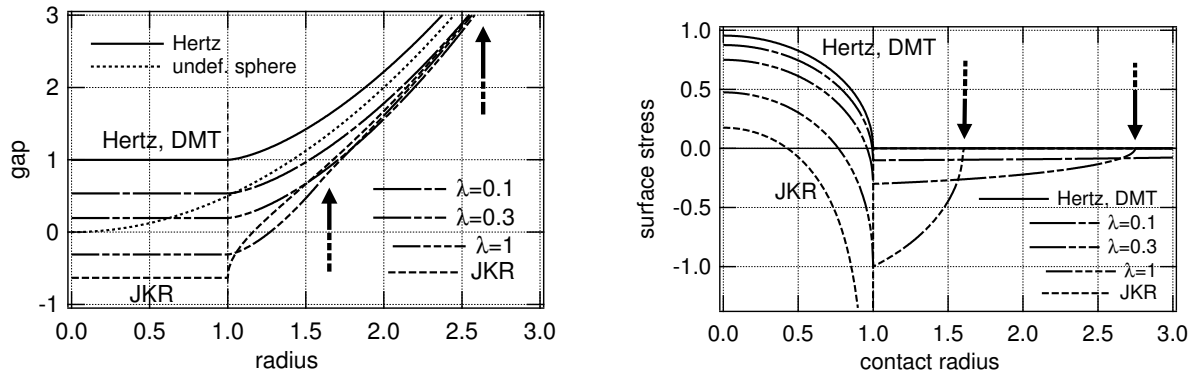 3
2
1
0
-1
gap
Hertz
undef. sphere
Hertz, DMT
λ=0.1
λ=0.3
λ=1
JKR
JKR
0.0 0.5 1.0 1.5 2.0 2.5 3.0
radius
1.0
0.5
0.0
-0.5
-1.0
surface stress
Hertz, DMT
JKR
Hertz, DMT
λ=0.1
λ=0.3
λ=1
JKR
0.0 0.5 1.0 1.5 2.0 2.5 3.0
contact radius